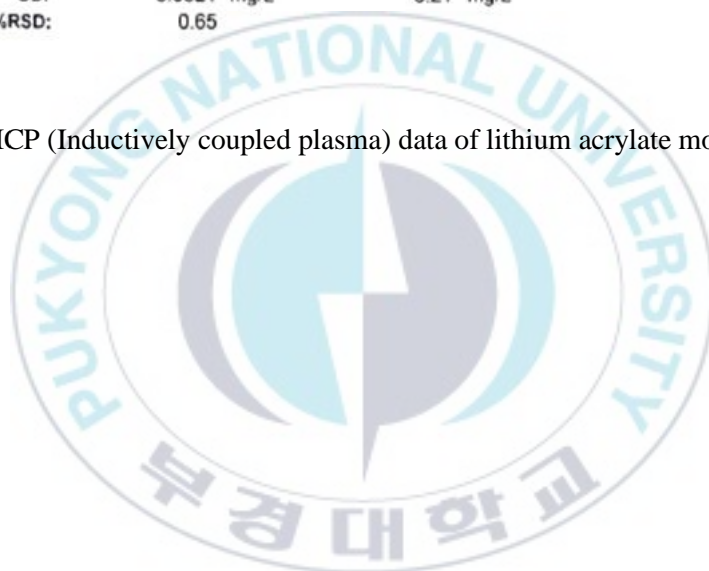 %RSD: 0.65
ICP (Inductively coupled plasma) data of lithium acrylate
PUKYONG NATIONAL UNIVERSITY
부경대학교